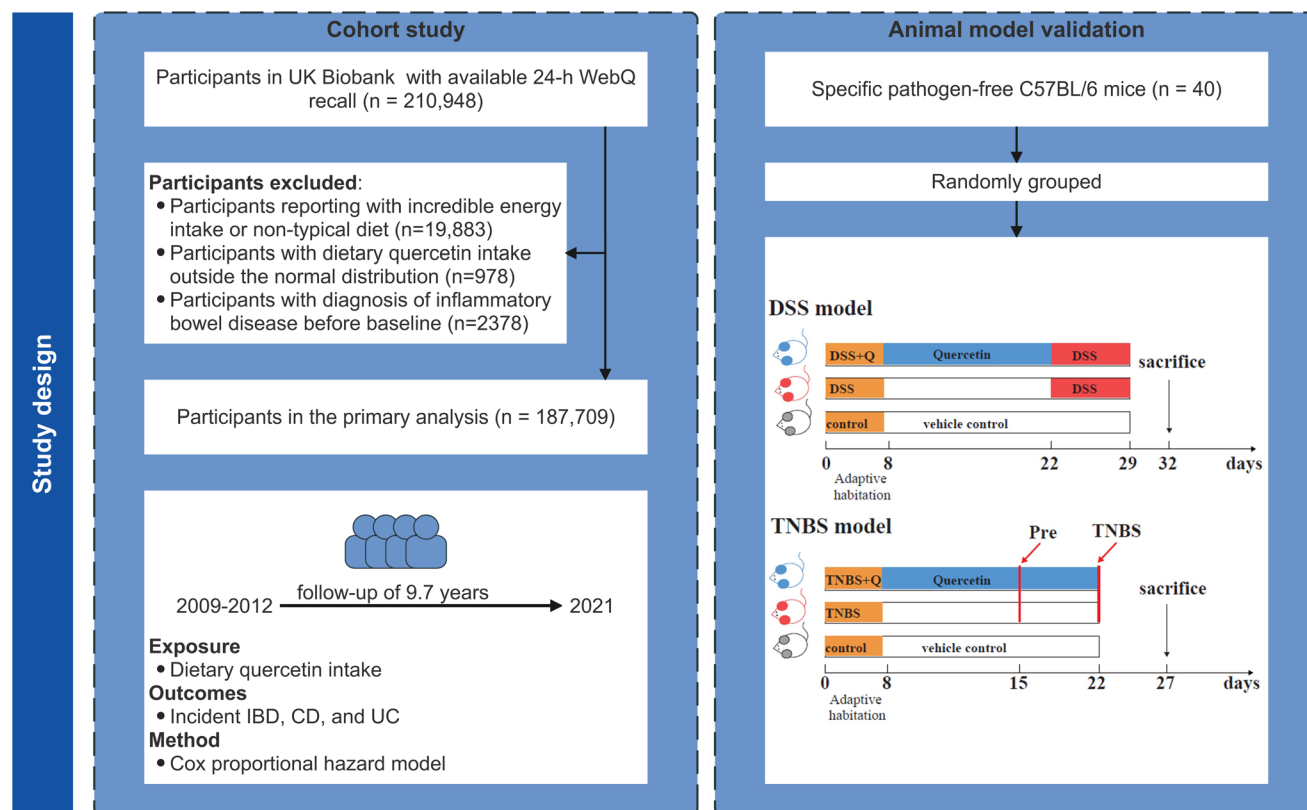 Study design
Cohort study
Participants in UK Biobank with available 24-h WebQ
recall (n = 210,948)
Participants excluded:
• Participants reporting with incredible energy
intake or non-typical diet (n=19,883)
• Participants with dietary quercetin intake
outside the normal distribution (n=978)
• Participants with diagnosis of inflammatory
bowel disease before baseline (n=2378)
Participants in the primary analysis (n = 187,709)
follow-up of 9.7 years
2009-2012
2021
Exposure
• Dietary quercetin intake
Outcomes
• Incident IBD, CD, and UC
Method
• Cox proportional hazard model
Animal model validation
Specific pathogen-free C57BL/6 mice (n = 40)
Randomly grouped
DSS model
DSS+Q Quercetin DSS
sacrifice
DSS DSS
control vehicle control
0 8 22 29 32 days
Adaptive
habitation
TNBS model
Pre TNBS
TNBS+Q Quercetin
sacrifice
TNBS
control vehicle control
0 8 15 22 27 days
Adaptive
habitation